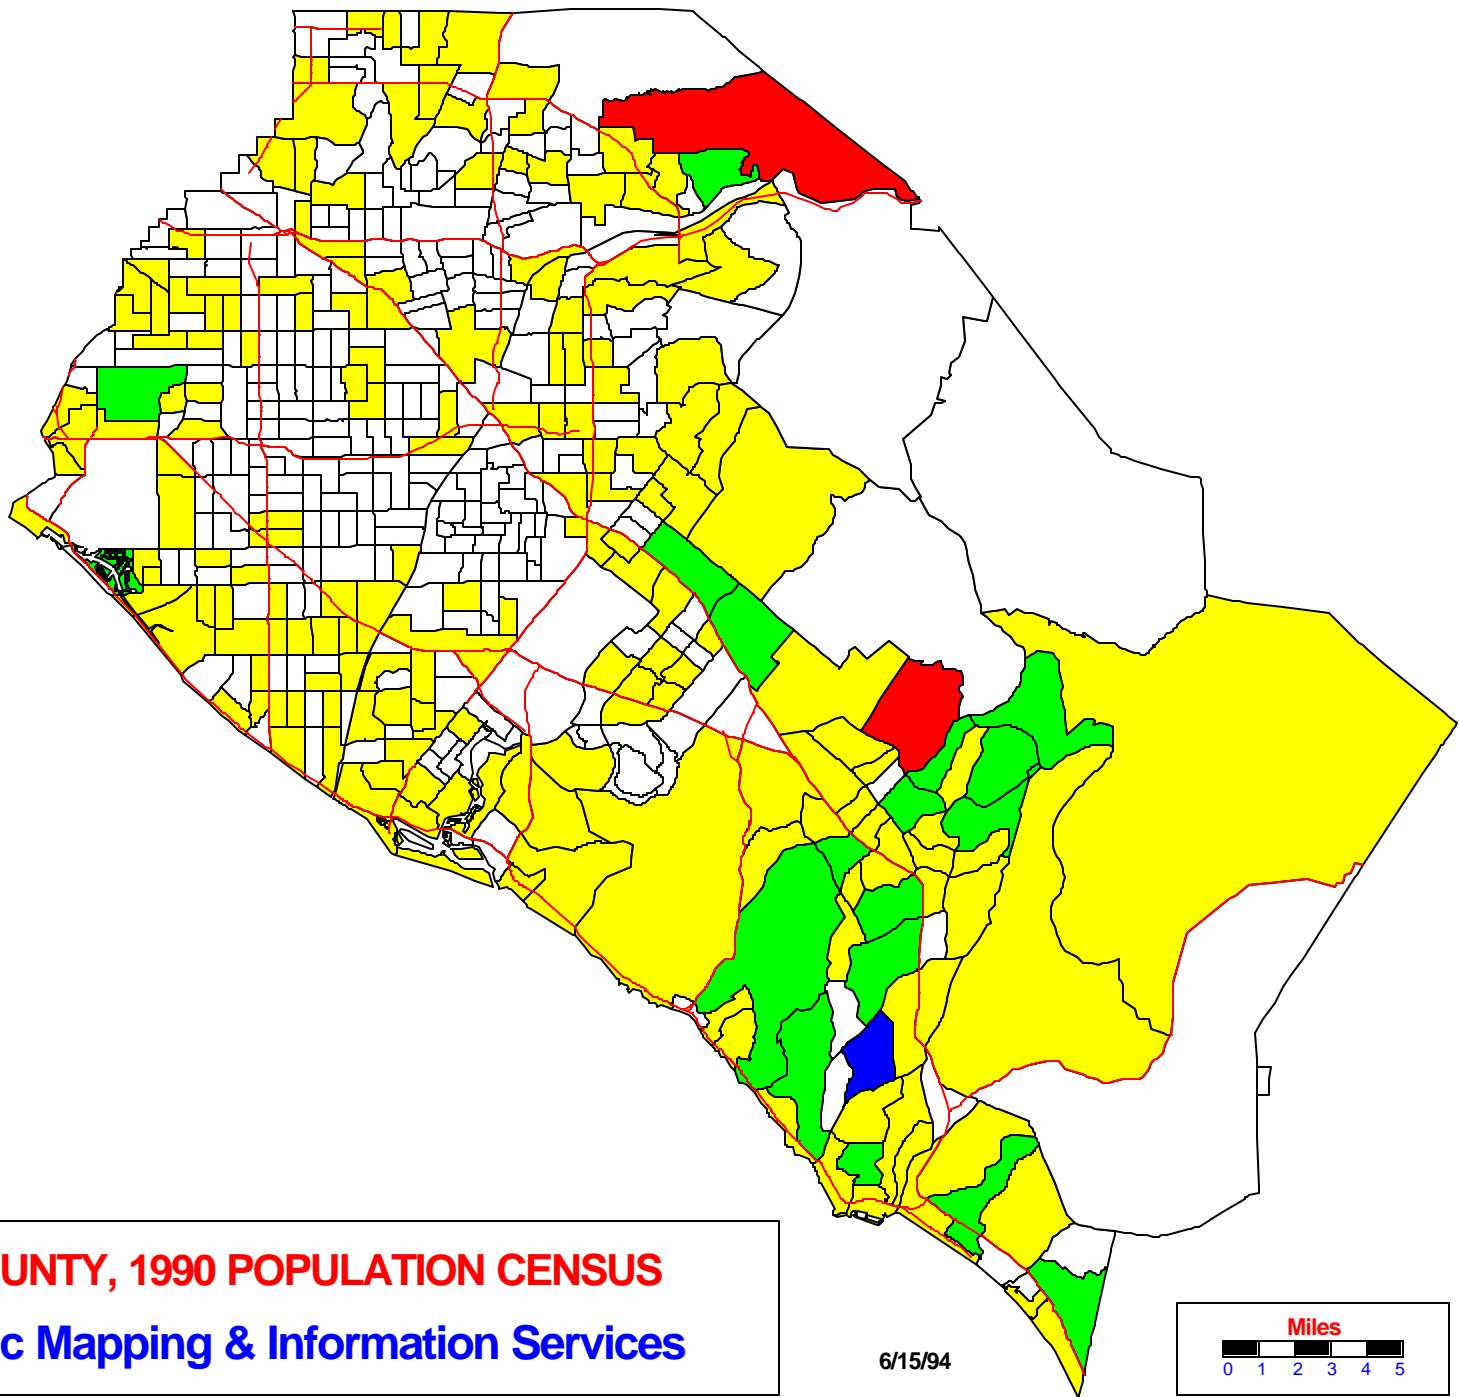 UNTY, 1990 POPULATION CENSUS
c Mapping & Information Services
6/15/94
Miles
0 1 2 3 4 5